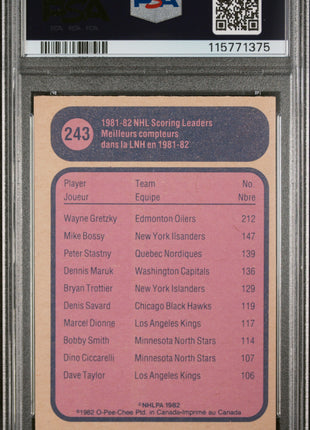 PSA
115771375
243
1981-82 NHL Scoring Leaders
Meilleurs compteurs
dans la LNH en 1981-82
Player Team No
Joueur Equipe Nbre
Wayne Gretzky Edmonton Oilers 212
Mike Bossy New York Ilsanders 147
Peter Stastny Quebec Nordiques 139
Dennis Maruk Washington Capitals 136
Bryan Trottier New York Islanders 129
Denis Savard Chicago Black Hawks 119
Marcel Dionne Los Angeles Kings 117
Bobby Smith Minnesota North Stars 114
Dino Ciccarelli Minnesota North Stars 107
Dave Taylor Los Angeles Kings 106
©NHLPA 1982
©1982 O-Pee-Chee Ptd. in Canada-Imprimé au Canada